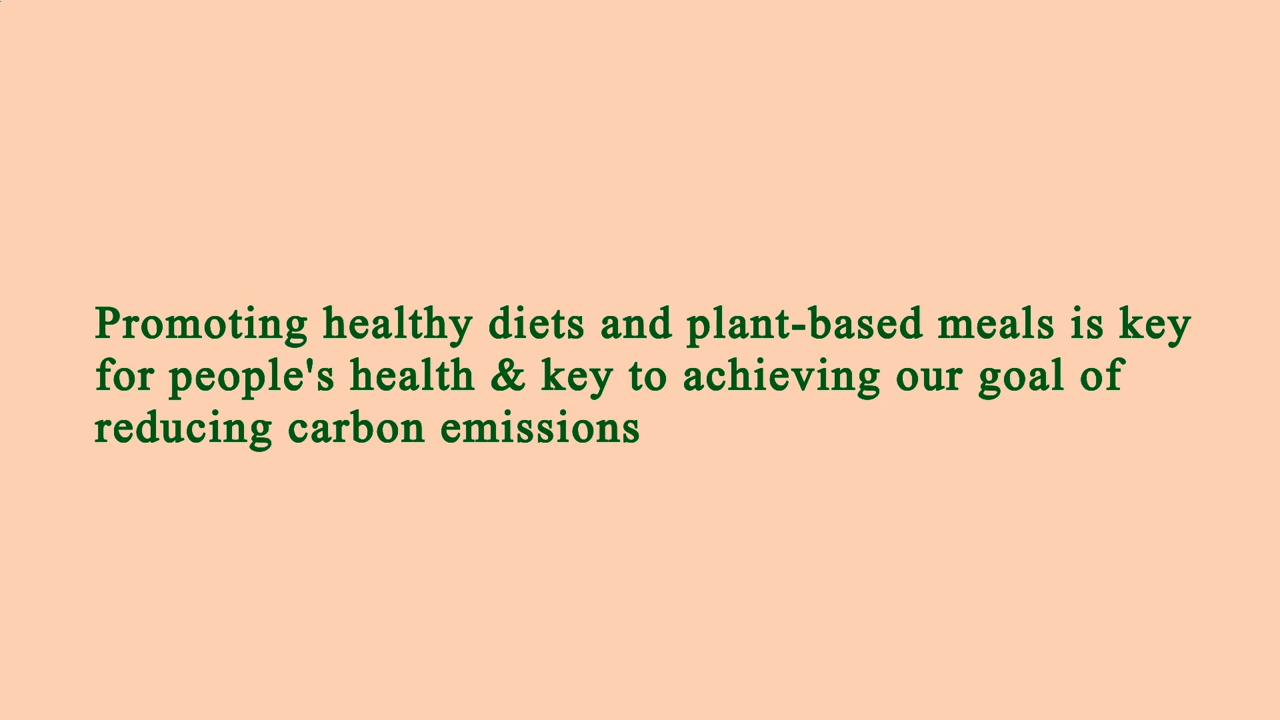 Promoting healthy diets and plant-based meals is key
for people's health & key to achieving our goal of
reducing carbon emissions